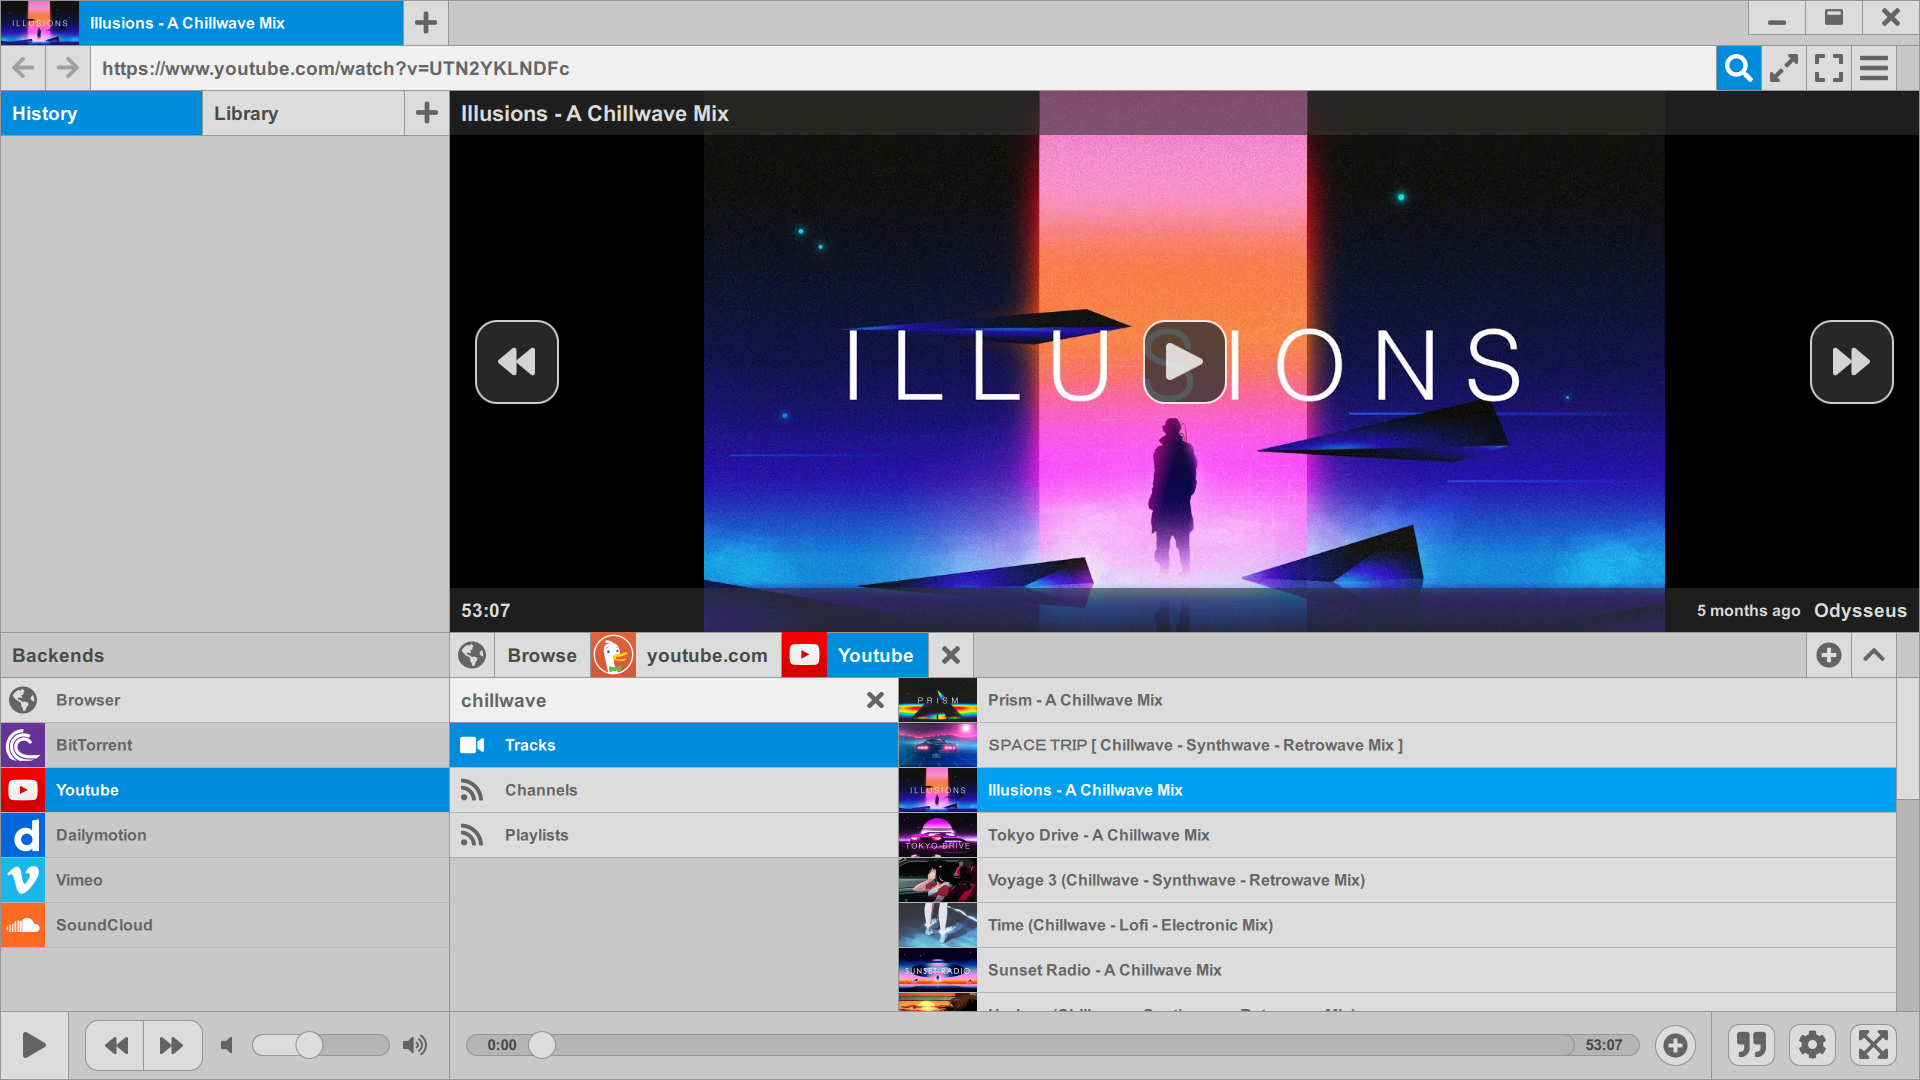 ILLUSIONS
Illusions - A Chillwave Mix
https://www.youtube.com/watch?v=UTN2YKLNDFc
History
Library
Illusions - A Chillwave Mix
ILLUSIONS
53:07
5 months ago
Odysseus
Backends
Browse
youtube.com
Youtube
Browser
BitTorrent
Youtube
Dailymotion
Vimeo
SoundCloud
chillwave
Tracks
Channels
Playlists
PRISM
Prism - A Chillwave Mix
SPACE TRIP [ Chillwave - Synthwave - Retrowave Mix ]
ILLUSIONS
Illusions - A Chillwave Mix
TOKYO DRIVE
Tokyo Drive - A Chillwave Mix
Voyage 3 (Chillwave - Synthwave - Retrowave Mix)
Time (Chillwave - Lofi - Electronic Mix)
SUNSET RADIO
Sunset Radio - A Chillwave Mix
0:00
53:07